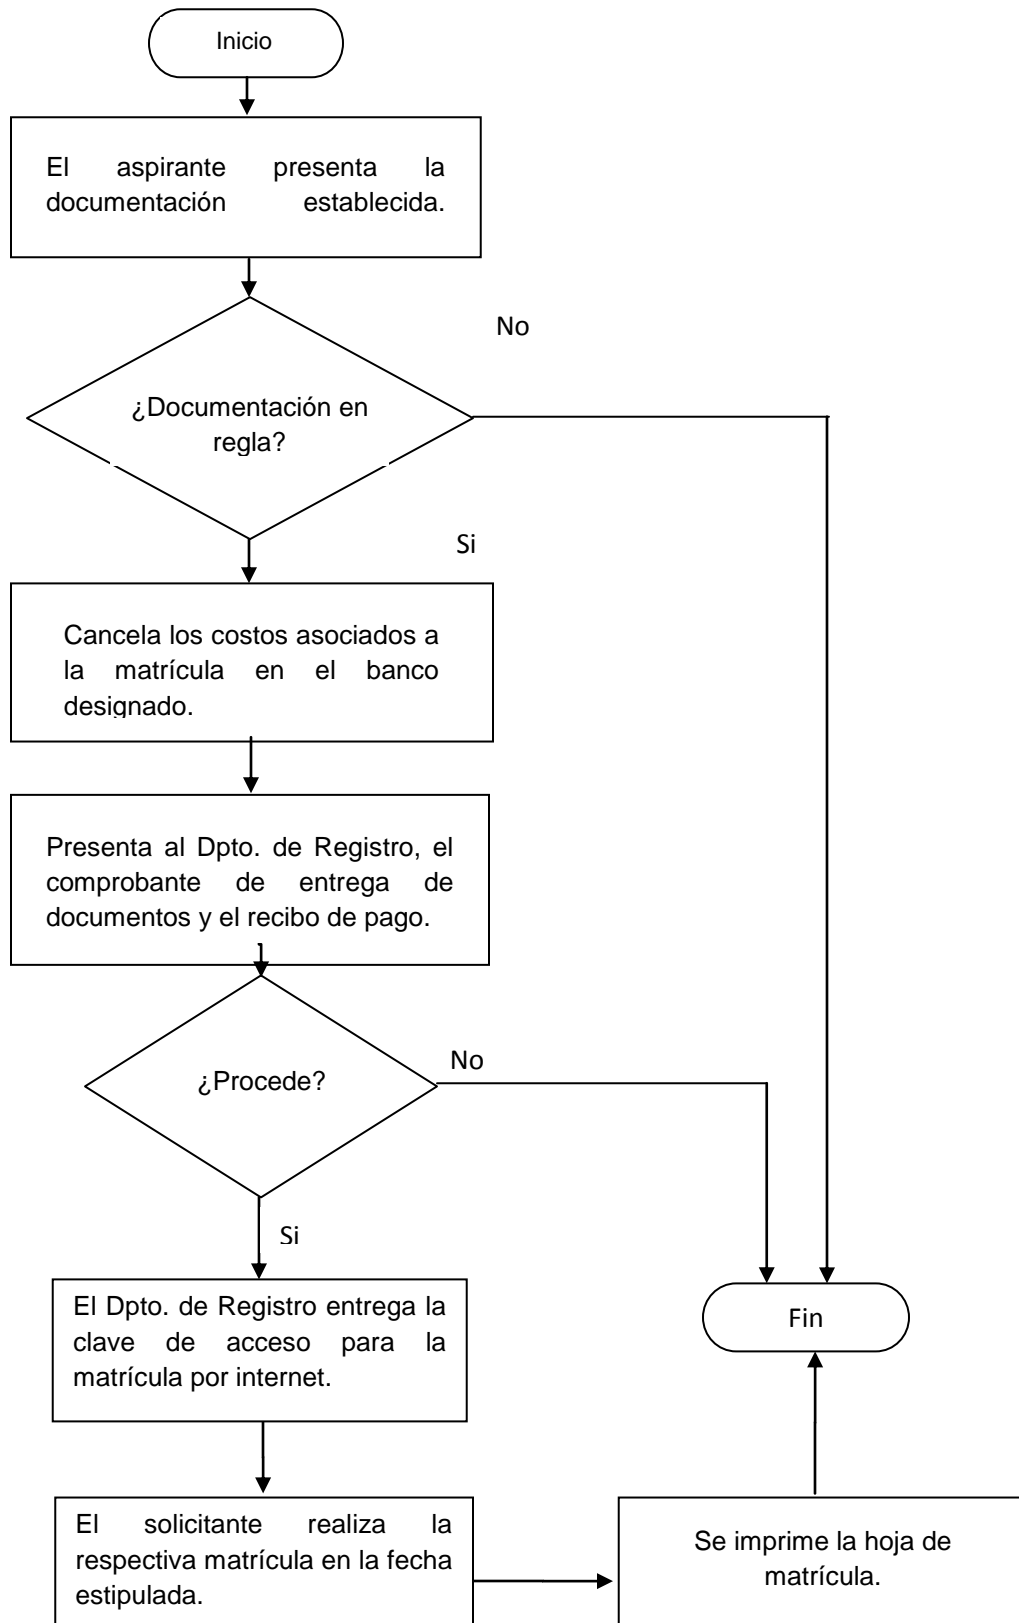 Inicio
El aspirante presenta la
documentación establecida.
No
¿Documentación en
regla?
Si
Cancela los costos asociados a
la matrícula en el banco
designado.
Presenta al Dpto. de Registro, el
comprobante de entrega de
documentos y el recibo de pago.
No
¿Procede?
Si
El Dpto. de Registro entrega la
clave de acceso para la
matrícula por internet.
Fin
El solicitante realiza la
respectiva matrícula en la fecha
estipulada.
Se imprime la hoja de
matrícula.